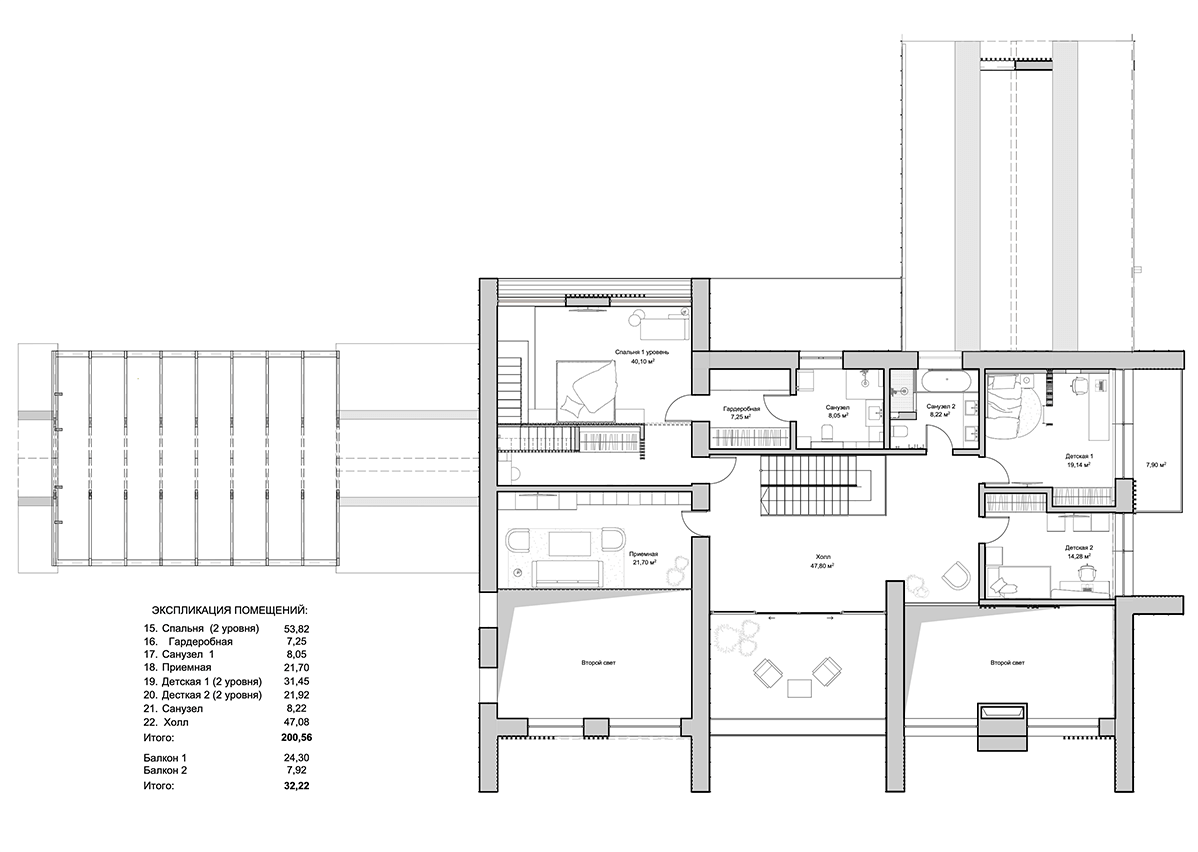 Спальня 1 уровень
40,10 м²
Гардеробная
7,25 м²
Санузел
8,05 м²
Санузел 2
8,22 м²
Детская 1
19,14 м²
7,90 м²
Приемная
21,70 м²
Холл
47,80 м²
Детская 2
14,28 м²
Второй свет
Второй свет
ЭКСПЛИКАЦИЯ ПОМЕЩЕНИЙ:
15. Спальня (2 уровня) 53,82
16. Гардеробная 7,25
17. Санузел 1 8,05
18. Приемная 21,70
19. Детская 1 (2 уровня) 31,45
20. Десткая 2 (2 уровня) 21,92
21. Санузел 8,22
22. Холл 47,08
Итого: 200,56
Балкон 1 24,30
Балкон 2 7,92
Итого: 32,22